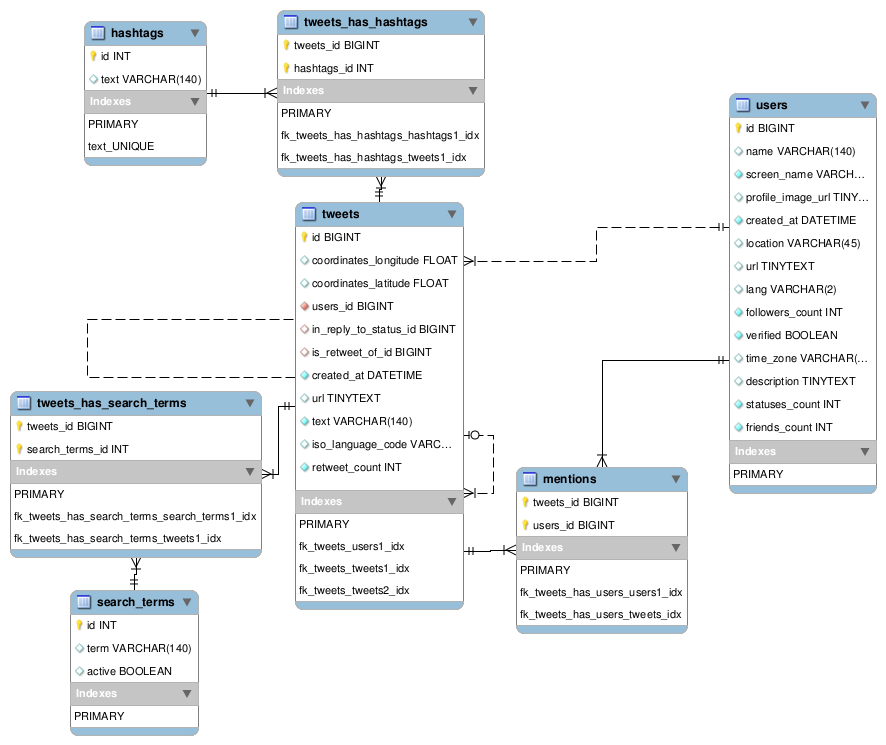 hashtags
id INT
text VARCHAR(140)
Indexes
PRIMARY
text_UNIQUE
tweets_has_hashtags
tweets_id BIGINT
hashtags_id INT
Indexes
PRIMARY
fk_tweets_has_hashtags_hashtags1_idx
fk_tweets_has_hashtags_tweets1_idx
users
id BIGINT
name VARCHAR(140)
screen_name VARCH...
profile_image_url TINY...
created_at DATETIME
location VARCHAR(45)
url TINYTEXT
lang VARCHAR(2)
followers_count INT
verified BOOLEAN
time_zone VARCHAR(...
description TINYTEXT
statuses_count INT
friends_count INT
Indexes
PRIMARY
tweets
id BIGINT
coordinates_longitude FLOAT
coordinates_latitude FLOAT
users_id BIGINT
in_reply_to_status_id BIGINT
is_retweet_of_id BIGINT
created_at DATETIME
url TINYTEXT
text VARCHAR(140)
iso_language_code VARC...
retweet_count INT
Indexes
PRIMARY
fk_tweets_users1_idx
fk_tweets_tweets1_idx
fk_tweets_tweets2_idx
tweets_has_search_terms
tweets_id BIGINT
search_terms_id INT
Indexes
PRIMARY
fk_tweets_has_search_terms_search_terms1_idx
fk_tweets_has_search_terms_tweets1_idx
mentions
tweets_id BIGINT
users_id BIGINT
Indexes
PRIMARY
fk_tweets_has_users_users1_idx
fk_tweets_has_users_tweets_idx
search_terms
id INT
term VARCHAR(140)
active BOOLEAN
Indexes
PRIMARY